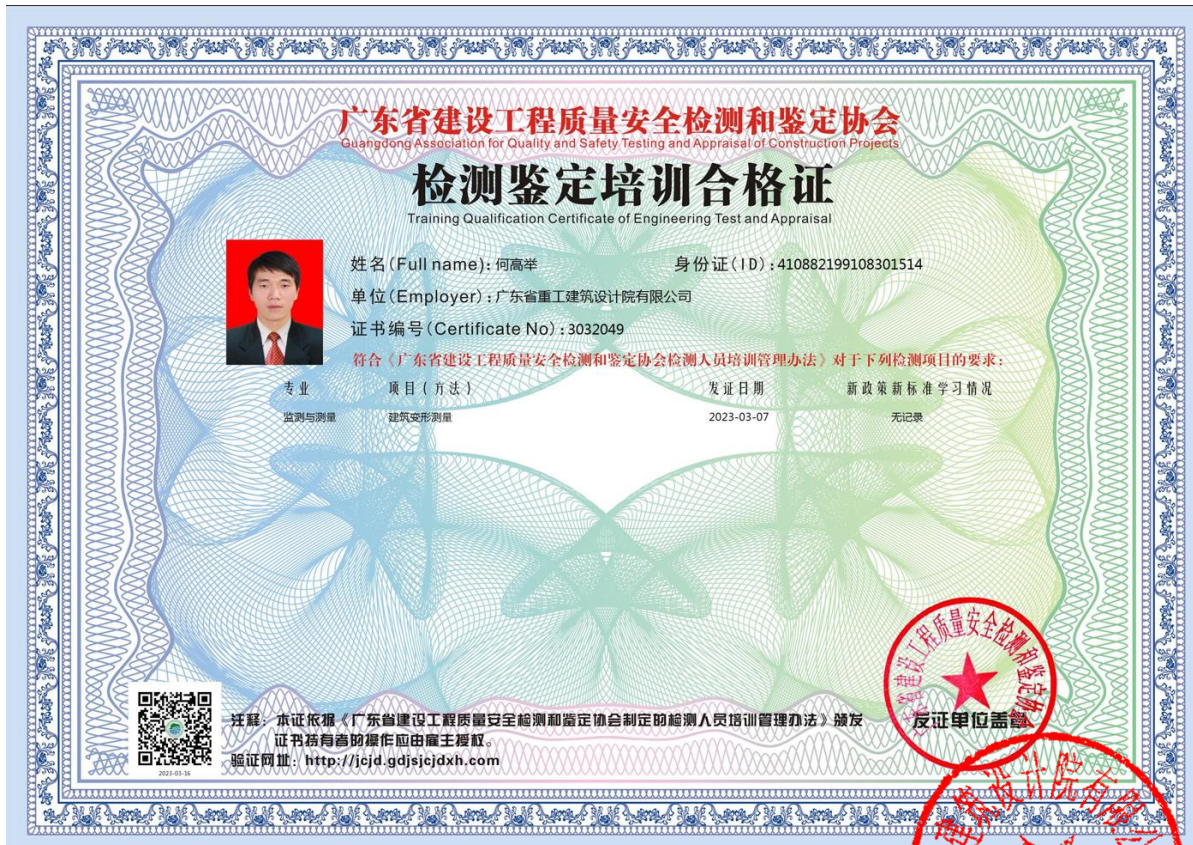 广东省建设工程质量安全检测和鉴定协会
Guangdong Association for Quality and Safety Testing and Appraisal of Construction Projects
检测鉴定培训合格证
Training Qualification Certificate of Engineering Test and Appraisal
姓名(Full name):何高举 身份证(ID):410882199108301514
单位(Employer):广东省重工建筑设计院有限公司
证书编号(Certificate No):3032049
符合《广东省建设工程质量安全检测和鉴定协会检测人员培训管理办法》对于下列检测项目的要求:
专业 项目(方法) 发证日期 新政策新标准学习情况
监测与测量 建筑变形测量 2023-03-07 无记录
广东省建设工程质量安全检测和鉴定协会
注释:本证依据《广东省建设工程质量安全检测和鉴定协会制定的检测人员培训管理办法》颁发
证书持有者的操作应由雇主授权。
发证单位盖章
验证网址:http://jcjd.gdjsjcjdxh.com
2023-03-16
建筑设计院有限公